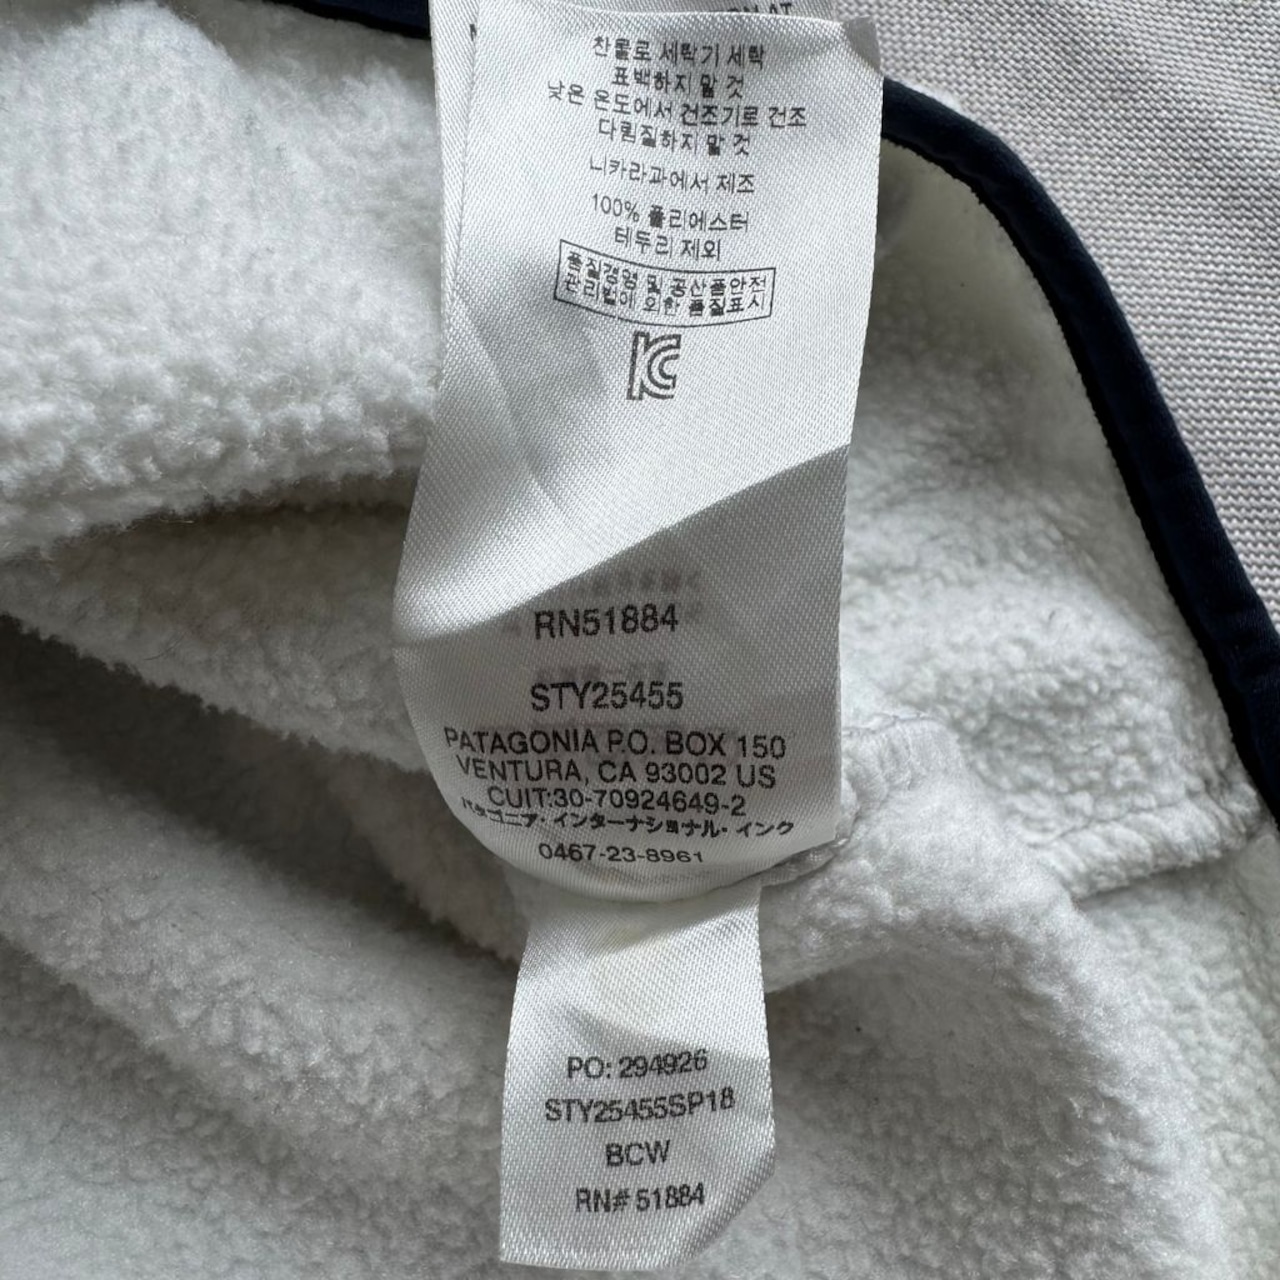 찬물로 세탁기 세탁
표백하지 말 것
낮은 온도에서 건조기로 건조
다림질하지 말 것
니카라과에서 제조
100% 폴리에스터
테두리 제외
품질경영 및 공산품안전
관리법에 의한 품질표시
KC
RN51884
STY25455
PATAGONIA P.O. BOX 150
VENTURA, CA 93002 US
CUIT:30-70924649-2
パタゴニア・インターナショナル・インク
0467-23-8961
PO: 294926
STY25455SP18
BCW
RN# 51884